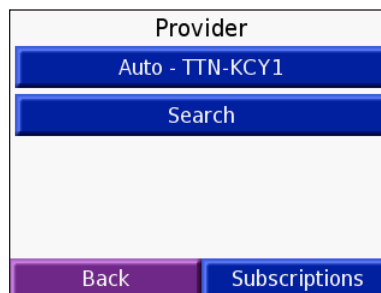 Provider
Auto - TTN-KCY1
Search
Back
Subscriptions